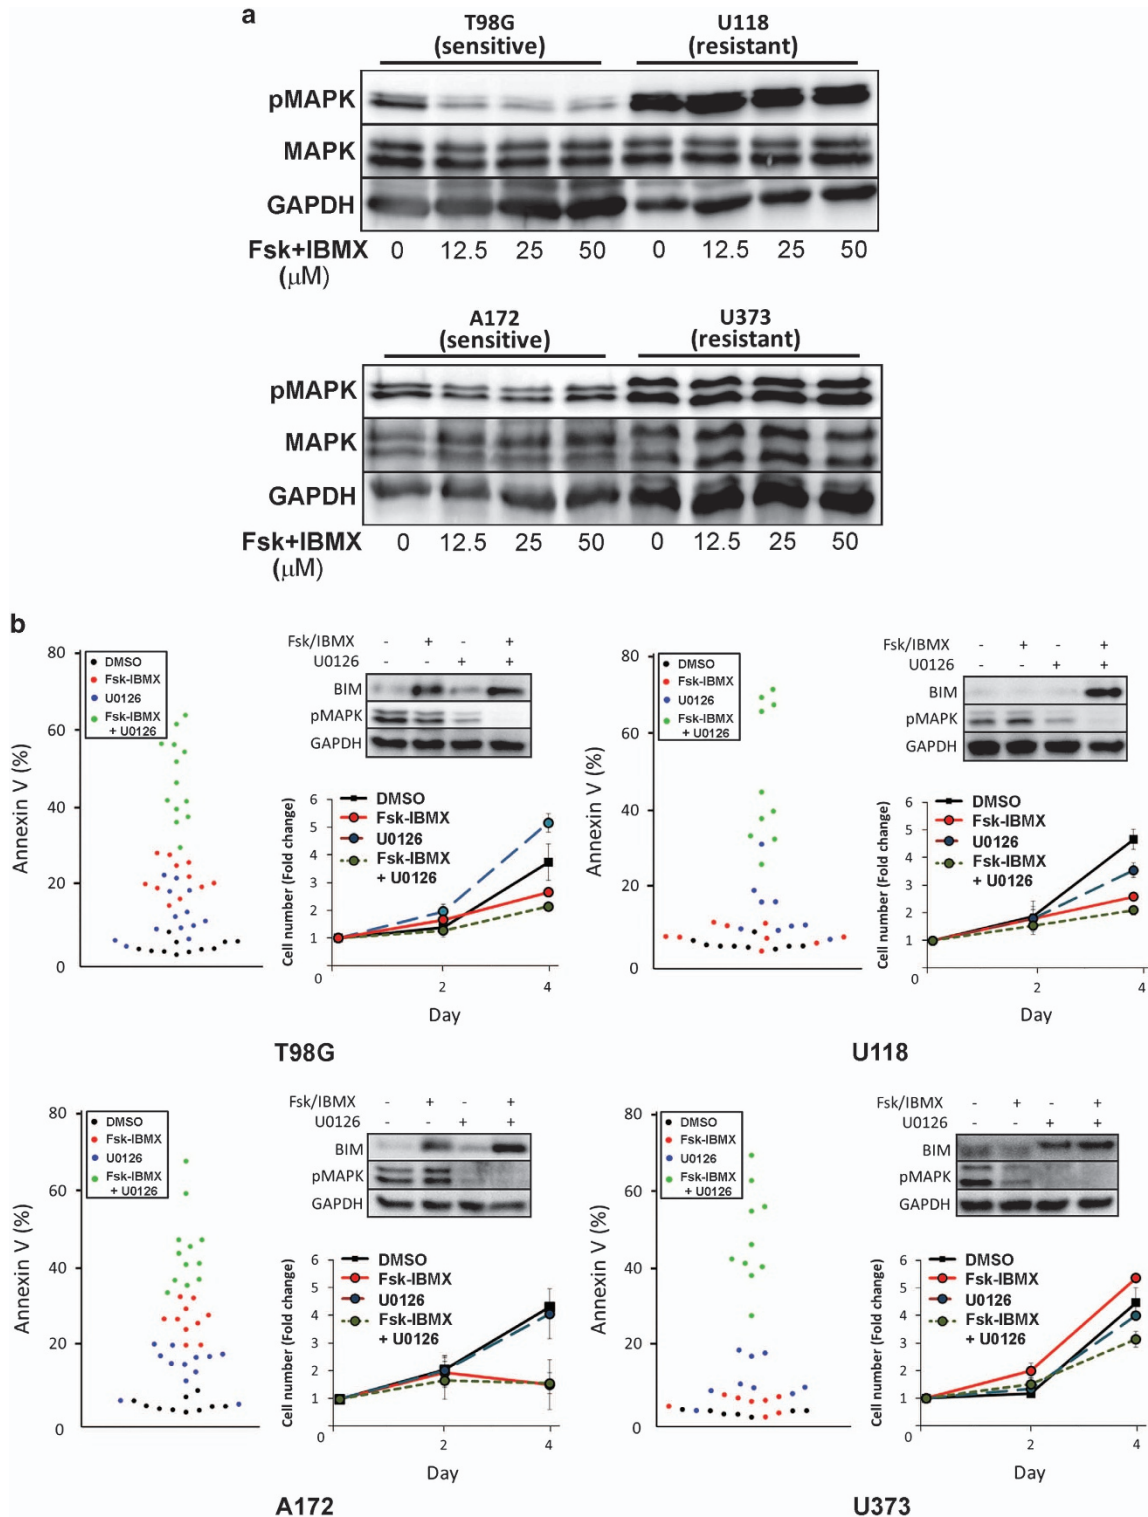 a
T98G
(sensitive)
U118
(resistant)
pMAPK
MAPK
GAPDH
Fsk+IBMX 0 12.5 25 50 0 12.5 25 50
(μM)
A172
(sensitive)
U373
(resistant)
pMAPK
MAPK
GAPDH
Fsk+IBMX 0 12.5 25 50 0 12.5 25 50
(μM)
b
80
60
40
20
0
Annexin V (%)
DMSO
Fsk-IBMX
U0126
Fsk-IBMX
+ U0126
Fsk/IBMX - + - +
U0126 - - + +
BIM
pMAPK
GAPDH
6
5
4
3
2
1
0
Cell number (Fold change)
DMSO
Fsk-IBMX
U0126
Fsk-IBMX
+ U0126
2 4
Day
T98G
80
60
40
20
0
Annexin V (%)
DMSO
Fsk-IBMX
U0126
Fsk-IBMX
+ U0126
Fsk/IBMX - + - +
U0126 - - + +
BIM
pMAPK
GAPDH
6
5
4
3
2
1
0
Cell number (Fold change)
DMSO
Fsk-IBMX
U0126
Fsk-IBMX
+ U0126
2 4
Day
U118
80
60
40
20
0
Annexin V (%)
DMSO
Fsk-IBMX
U0126
Fsk-IBMX
+ U0126
Fsk/IBMX - + - +
U0126 - - + +
BIM
pMAPK
GAPDH
6
5
4
3
2
1
0
Cell number (Fold change)
DMSO
Fsk-IBMX
U0126
Fsk-IBMX
+ U0126
2 4
Day
A172
80
60
40
20
0
Annexin V (%)
DMSO
Fsk-IBMX
U0126
Fsk-IBMX
+ U0126
Fsk/IBMX - + - +
U0126 - - + +
BIM
pMAPK
GAPDH
6
5
4
3
2
1
0
Cell number (Fold change)
DMSO
Fsk-IBMX
U0126
Fsk-IBMX
+ U0126
2 4
Day
U373